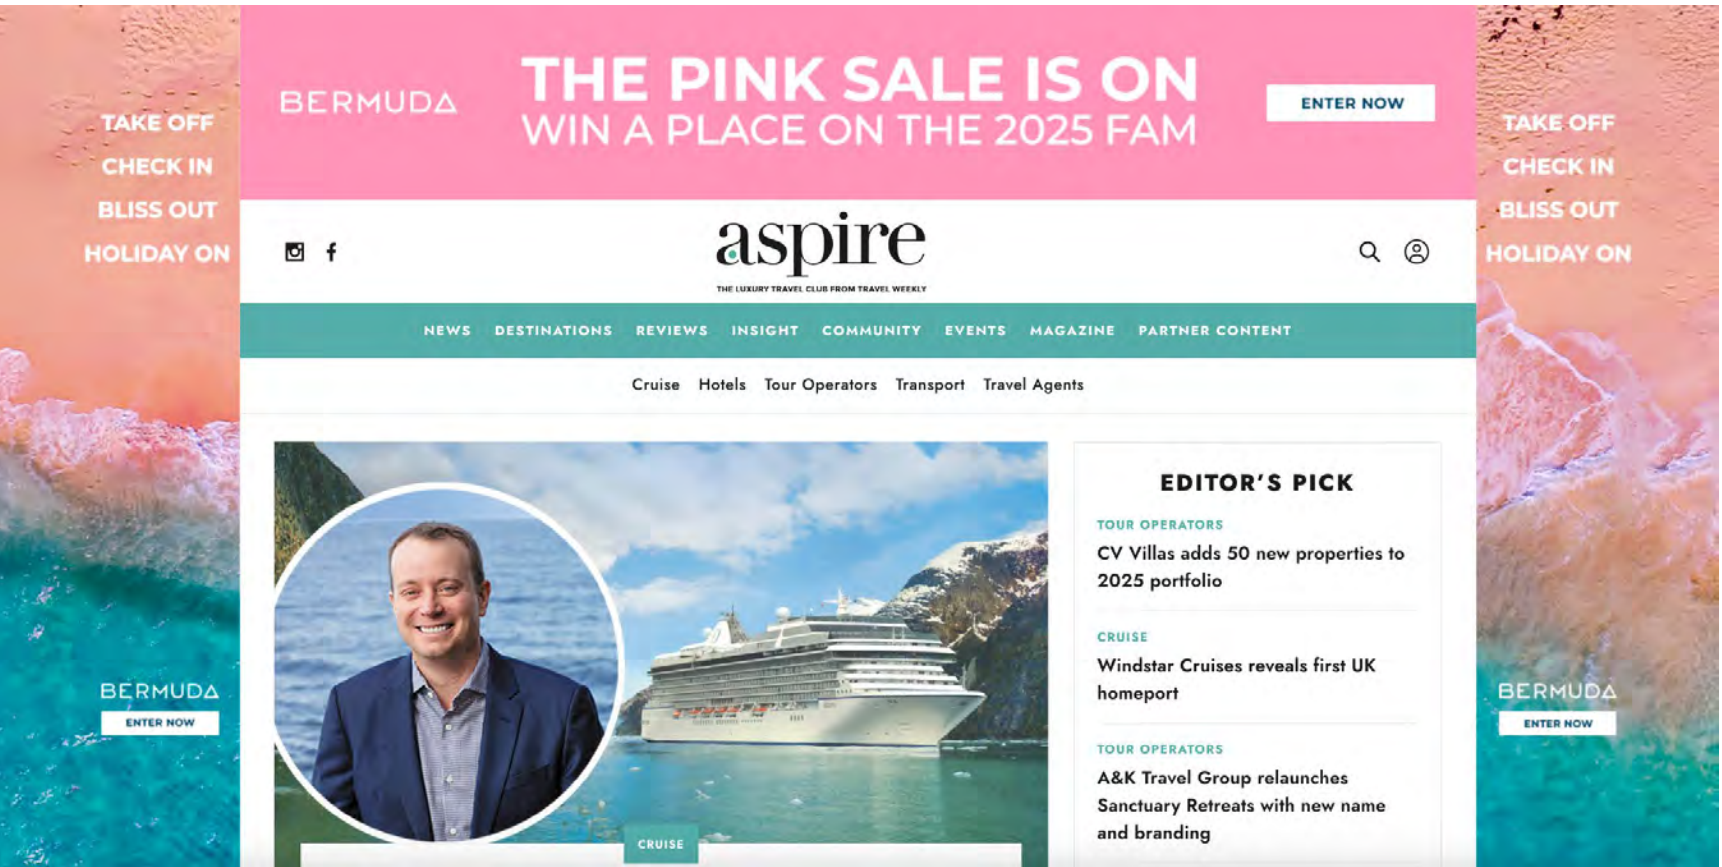 TAKE OFF
CHECK IN
BLISS OUT
HOLIDAY ON
BERMUDA
ENTER NOW
BERMUDA
THE PINK SALE IS ON
WIN A PLACE ON THE 2025 FAM
ENTER NOW
aspire
THE LUXURY TRAVEL CLUB FROM TRAVEL WEEKLY
NEWS DESTINATIONS REVIEWS INSIGHT COMMUNITY EVENTS MAGAZINE PARTNER CONTENT
Cruise Hotels Tour Operators Transport Travel Agents
CRUISE
EDITOR'S PICK
TOUR OPERATORS
CV Villas adds 50 new properties to
2025 portfolio
CRUISE
Windstar Cruises reveals first UK
homeport
TOUR OPERATORS
A&K Travel Group relaunches
Sanctuary Retreats with new name
and branding
TAKE OFF
CHECK IN
BLISS OUT
HOLIDAY ON
BERMUDA
ENTER NOW